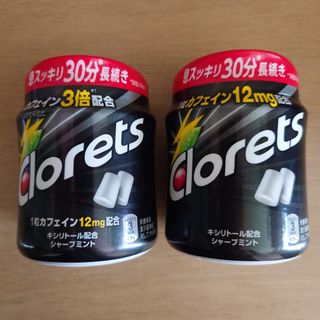 息スッキリ30分長続き
カフェイン3倍配合
Clorets
1粒カフェイン12mg配合
キシリトール配合
シャープミント
息スッキリ30分長続き
1粒カフェイン12mg配合
Clorets
キシリトール配合
シャープミント